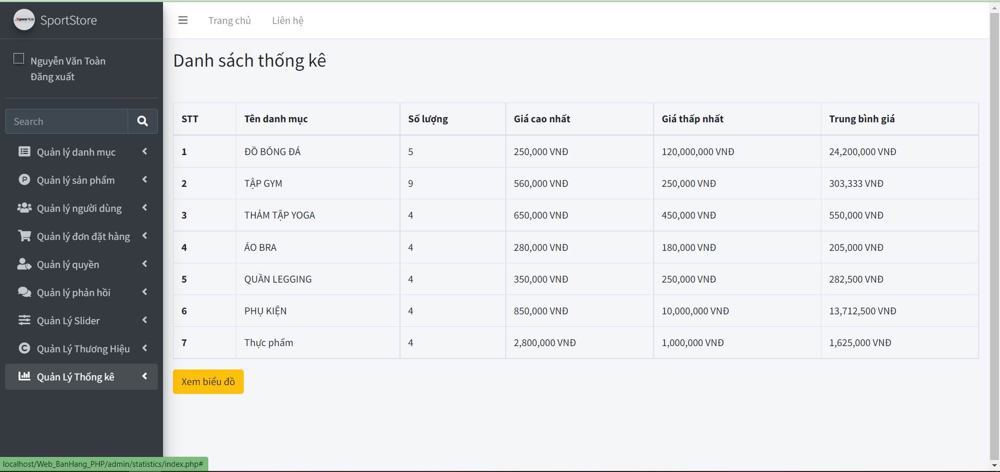 Sports SportStore
Trang chủ Liên hệ
Nguyễn Văn Toàn
Đăng xuất
Search
Quản lý danh mục
Quản lý sản phẩm
Quản lý người dùng
Quản lý đơn đặt hàng
Quản lý quyền
Quản lý phản hồi
Quản Lý Slider
Quản Lý Thương Hiệu
Quản Lý Thống kê
Danh sách thống kê
STT Tên danh mục Số lượng Giá cao nhất Giá thấp nhất Trung bình giá
1 ĐỒ BÓNG ĐÁ 5 250,000 VNĐ 120,000,000 VNĐ 24,200,000 VNĐ
2 TẬP GYM 9 560,000 VNĐ 250,000 VNĐ 303,333 VNĐ
3 THẢM TẬP YOGA 4 650,000 VNĐ 450,000 VNĐ 550,000 VNĐ
4 ÁO BRA 4 280,000 VNĐ 180,000 VNĐ 205,000 VNĐ
5 QUẦN LEGGING 4 350,000 VNĐ 250,000 VNĐ 282,500 VNĐ
6 PHỤ KIỆN 4 850,000 VNĐ 10,000,000 VNĐ 13,712,500 VNĐ
7 Thực phẩm 4 2,800,000 VNĐ 1,000,000 VNĐ 1,625,000 VNĐ
Xem biểu đồ
localhost/Web_BanHang_PHP/admin/statistics/index.php#